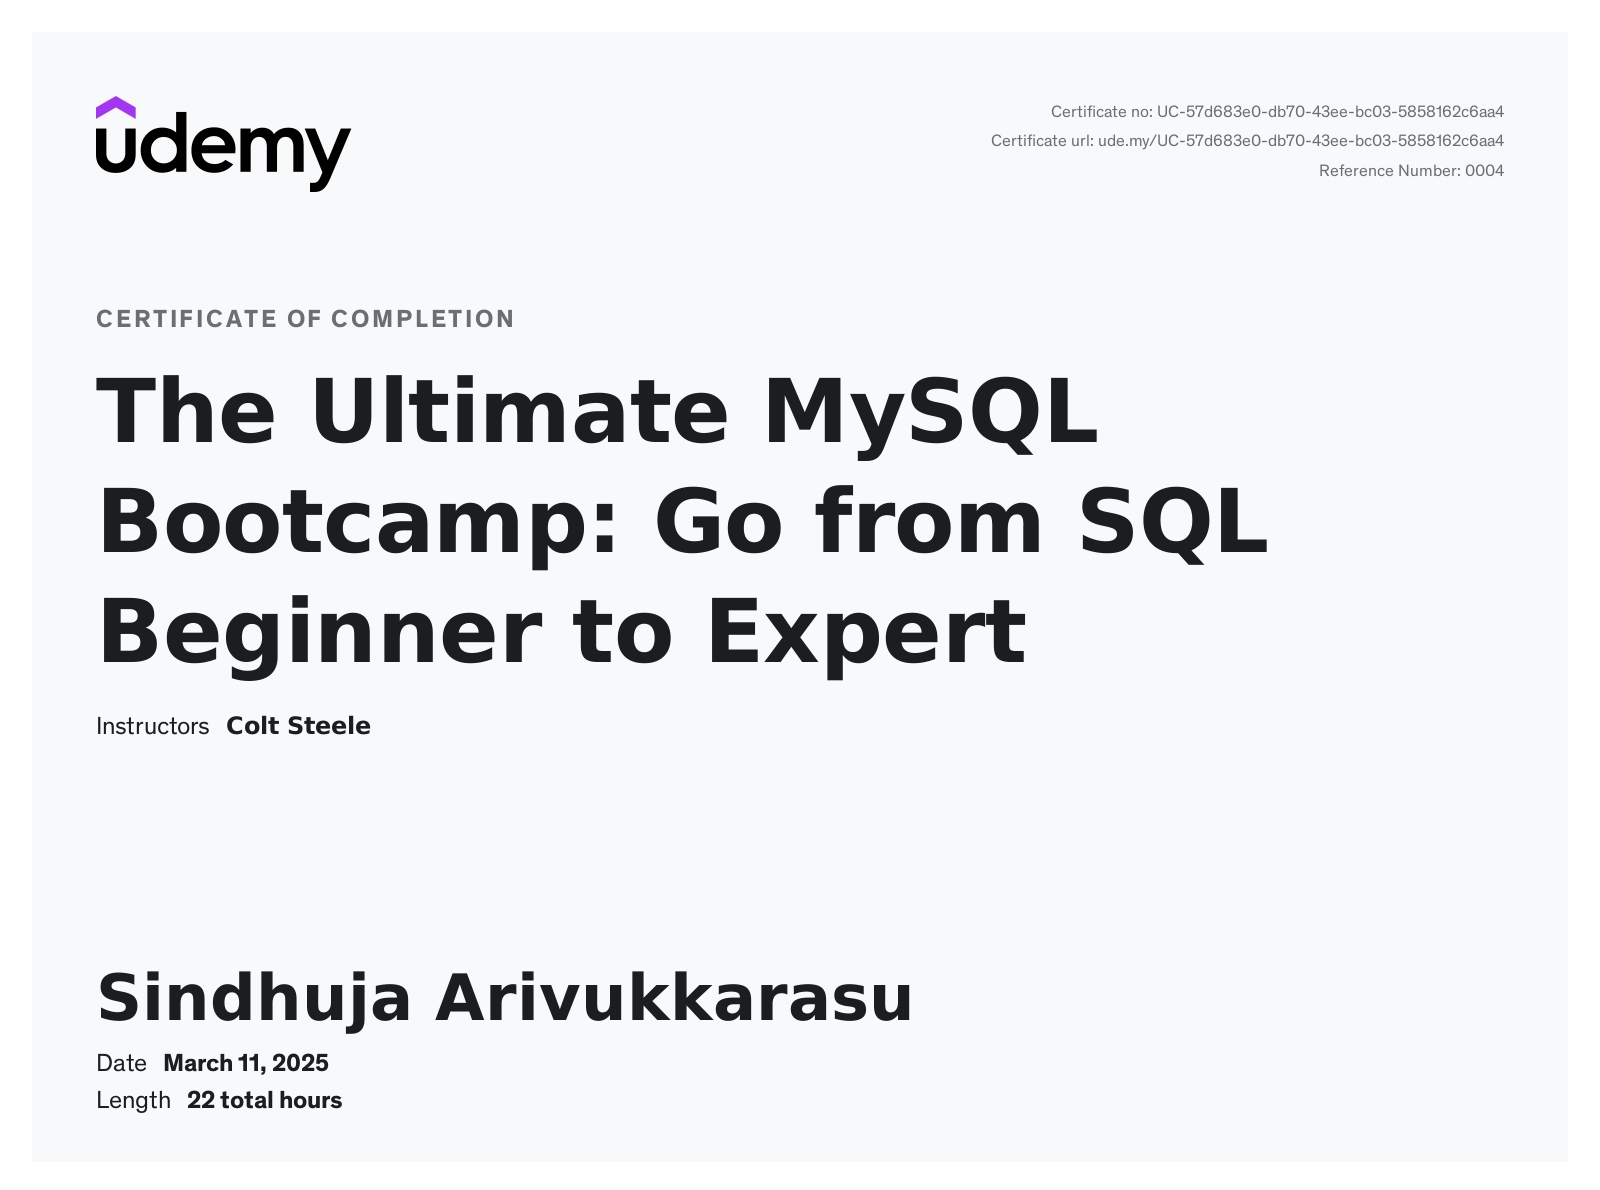 udemy
Certificate no: UC-57d683e0-db70-43ee-bc03-5858162c6aa4
Certificate url: ude.my/UC-57d683e0-db70-43ee-bc03-5858162c6aa4
Reference Number: 0004
CERTIFICATE OF COMPLETION
The Ultimate MySQL
Bootcamp: Go from SQL
Beginner to Expert
Instructors Colt Steele
Sindhuja Arivukkarasu
Date March 11, 2025
Length 22 total hours